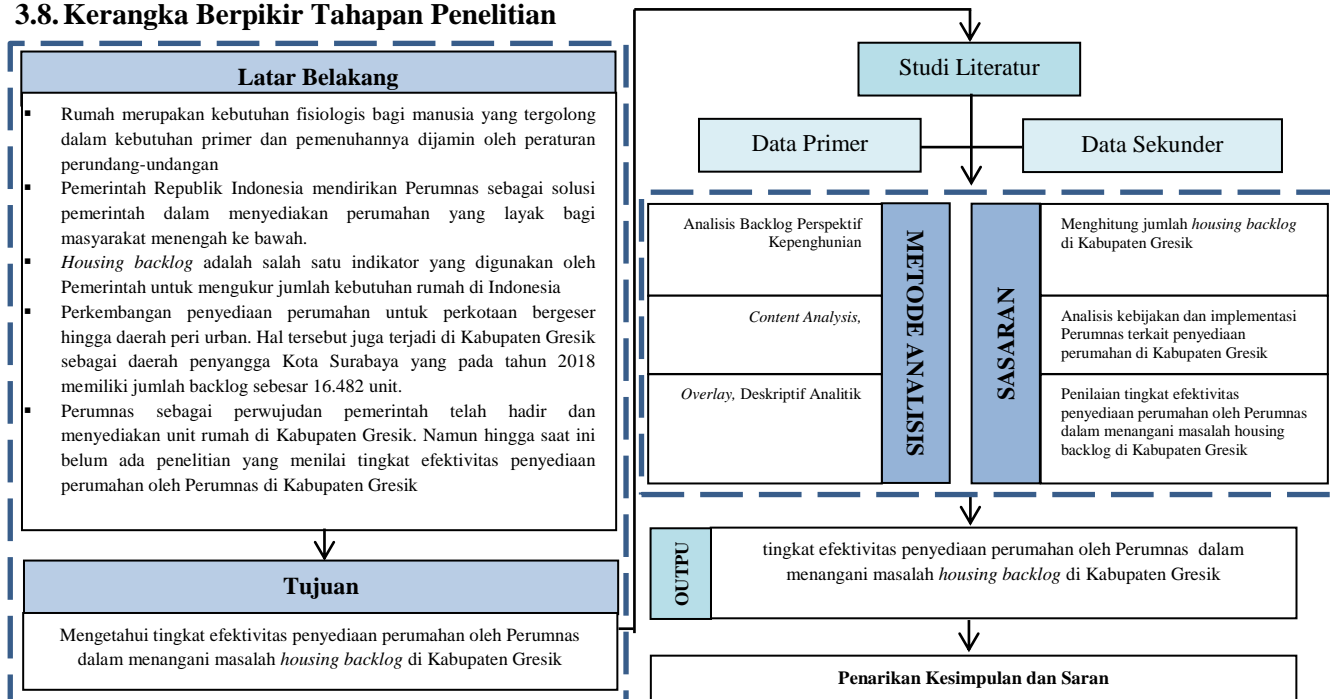 3.8. Kerangka Berpikir Tahapan Penelitian
Latar Belakang
▪ Rumah merupakan kebutuhan fisiologis bagi manusia yang tergolong
dalam kebutuhan primer dan pemenuhannya dijamin oleh peraturan
perundang-undangan
▪ Pemerintah Republik Indonesia mendirikan Perumnas sebagai solusi
pemerintah dalam menyediakan perumahan yang layak bagi
masyarakat menengah ke bawah.
▪ Housing backlog adalah salah satu indikator yang digunakan oleh
Pemerintah untuk mengukur jumlah kebutuhan rumah di Indonesia
▪ Perkembangan penyediaan perumahan untuk perkotaan bergeser
hingga daerah peri urban. Hal tersebut juga terjadi di Kabupaten Gresik
sebagai daerah penyangga Kota Surabaya yang pada tahun 2018
memiliki jumlah backlog sebesar 16.482 unit.
▪ Perumnas sebagai perwujudan pemerintah telah hadir dan
menyediakan unit rumah di Kabupaten Gresik. Namun hingga saat ini
belum ada penelitian yang menilai tingkat efektivitas penyediaan
perumahan oleh Perumnas di Kabupaten Gresik
Tujuan
Mengetahui tingkat efektivitas penyediaan perumahan oleh Perumnas
dalam menangani masalah housing backlog di Kabupaten Gresik
Studi Literatur
Data Primer
Data Sekunder
Analisis Backlog Perspektif
Kepenghunian
Content Analysis,
Overlay, Deskriptif Analitik
METODE ANALISIS
SASARAN
Menghitung jumlah housing backlog
di Kabupaten Gresik
Analisis kebijakan dan implementasi
Perumnas terkait penyediaan
perumahan di Kabupaten Gresik
Penilaian tingkat efektivitas
penyediaan perumahan oleh Perumnas
dalam menangani masalah housing
backlog di Kabupaten Gresik
OUTPU
tingkat efektivitas penyediaan perumahan oleh Perumnas dalam
menangani masalah housing backlog di Kabupaten Gresik
Penarikan Kesimpulan dan Saran